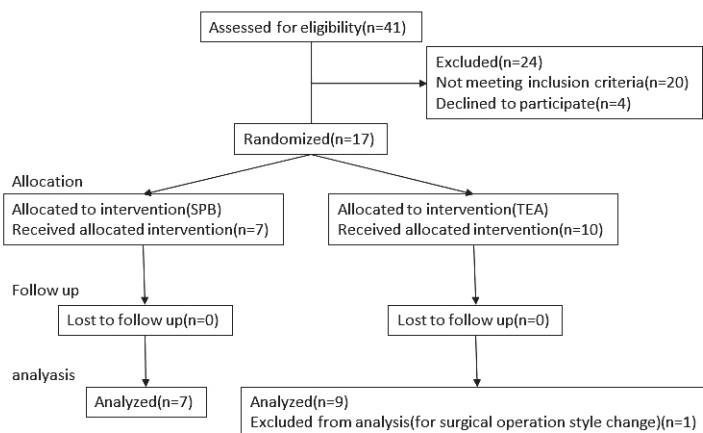 Assessed for eligibility(n=41)
Excluded(n=24)
Not meeting inclusion criteria(n=20)
Declined to participate(n=4)
Randomized(n=17)
Allocation
Allocated to intervention(SPB)
Received allocated intervention(n=7)
Allocated to intervention(TEA)
Received allocated intervention(n=10)
Follow up
Lost to follow up(n=0)
Lost to follow up(n=0)
analyasis
Analyzed(n=7)
Analyzed(n=9)
Excluded from analysis(for surgical operation style change)(n=1)